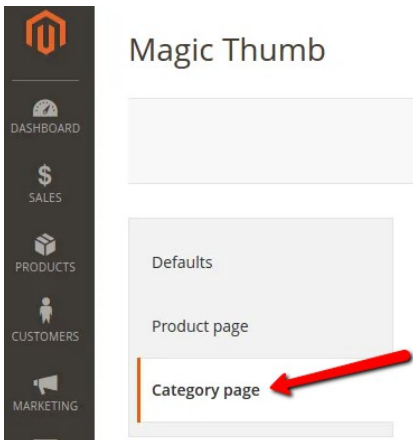 Magic Thumb
DASHBOARD
SALES
PRODUCTS
CUSTOMERS
MARKETING
Defaults
Product page
Category page